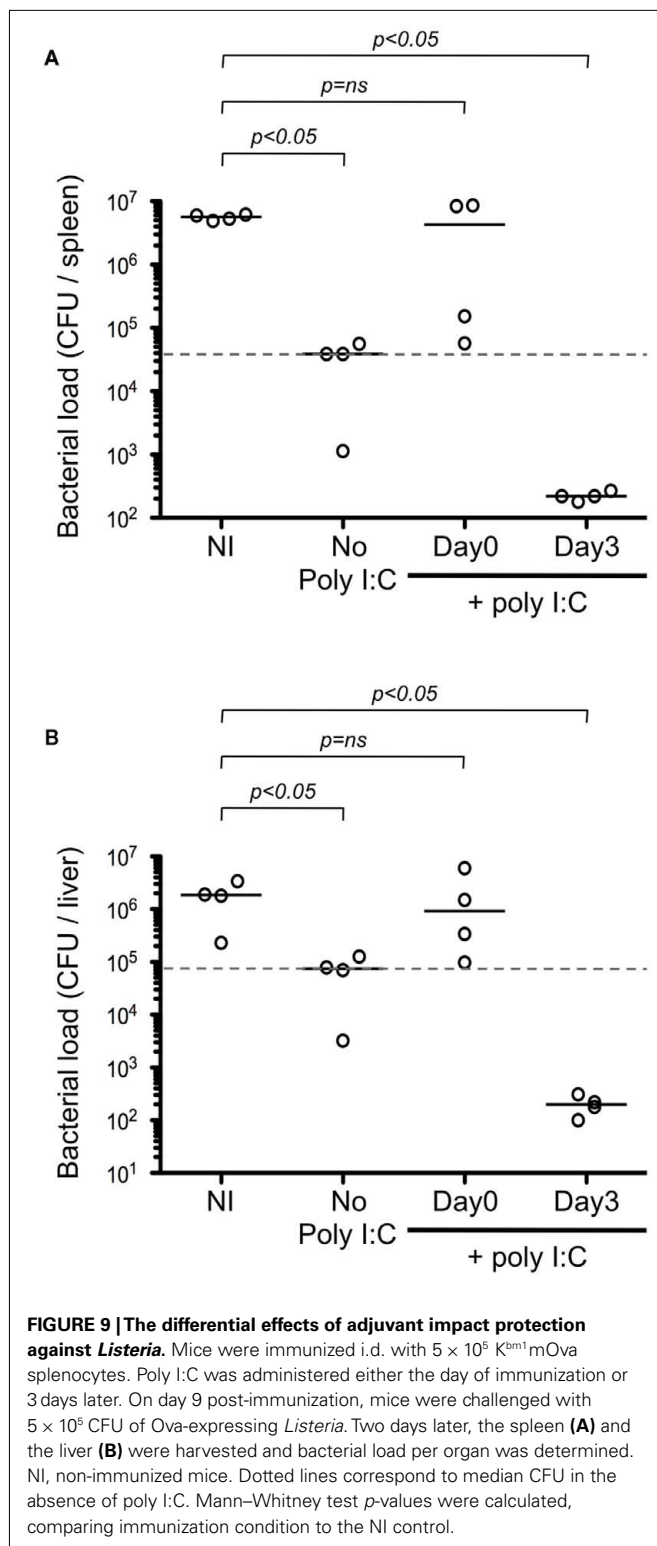 A
p<0.05
p=ns
p<0.05
Bacterial load (CFU / spleen)
10⁷
10⁶
10⁵
10⁴
10³
10²
NI
No
Poly I:C
Day0
Day3
+ poly I:C
B
p<0.05
p=ns
p<0.05
Bacterial load (CFU / liver)
10⁷
10⁶
10⁵
10⁴
10³
10²
10¹
NI
No
Poly I:C
Day0
Day3
+ poly I:C
FIGURE 9 | The differential effects of adjuvant impact protection
against Listeria. Mice were immunized i.d. with 5 × 10⁵ Kᵇᵐ¹mOva
splenocytes. Poly I:C was administered either the day of immunization or
3 days later. On day 9 post-immunization, mice were challenged with
5 × 10⁵ CFU of Ova-expressing Listeria. Two days later, the spleen (A) and
the liver (B) were harvested and bacterial load per organ was determined.
NI, non-immunized mice. Dotted lines correspond to median CFU in the
absence of poly I:C. Mann–Whitney test p-values were calculated,
comparing immunization condition to the NI control.